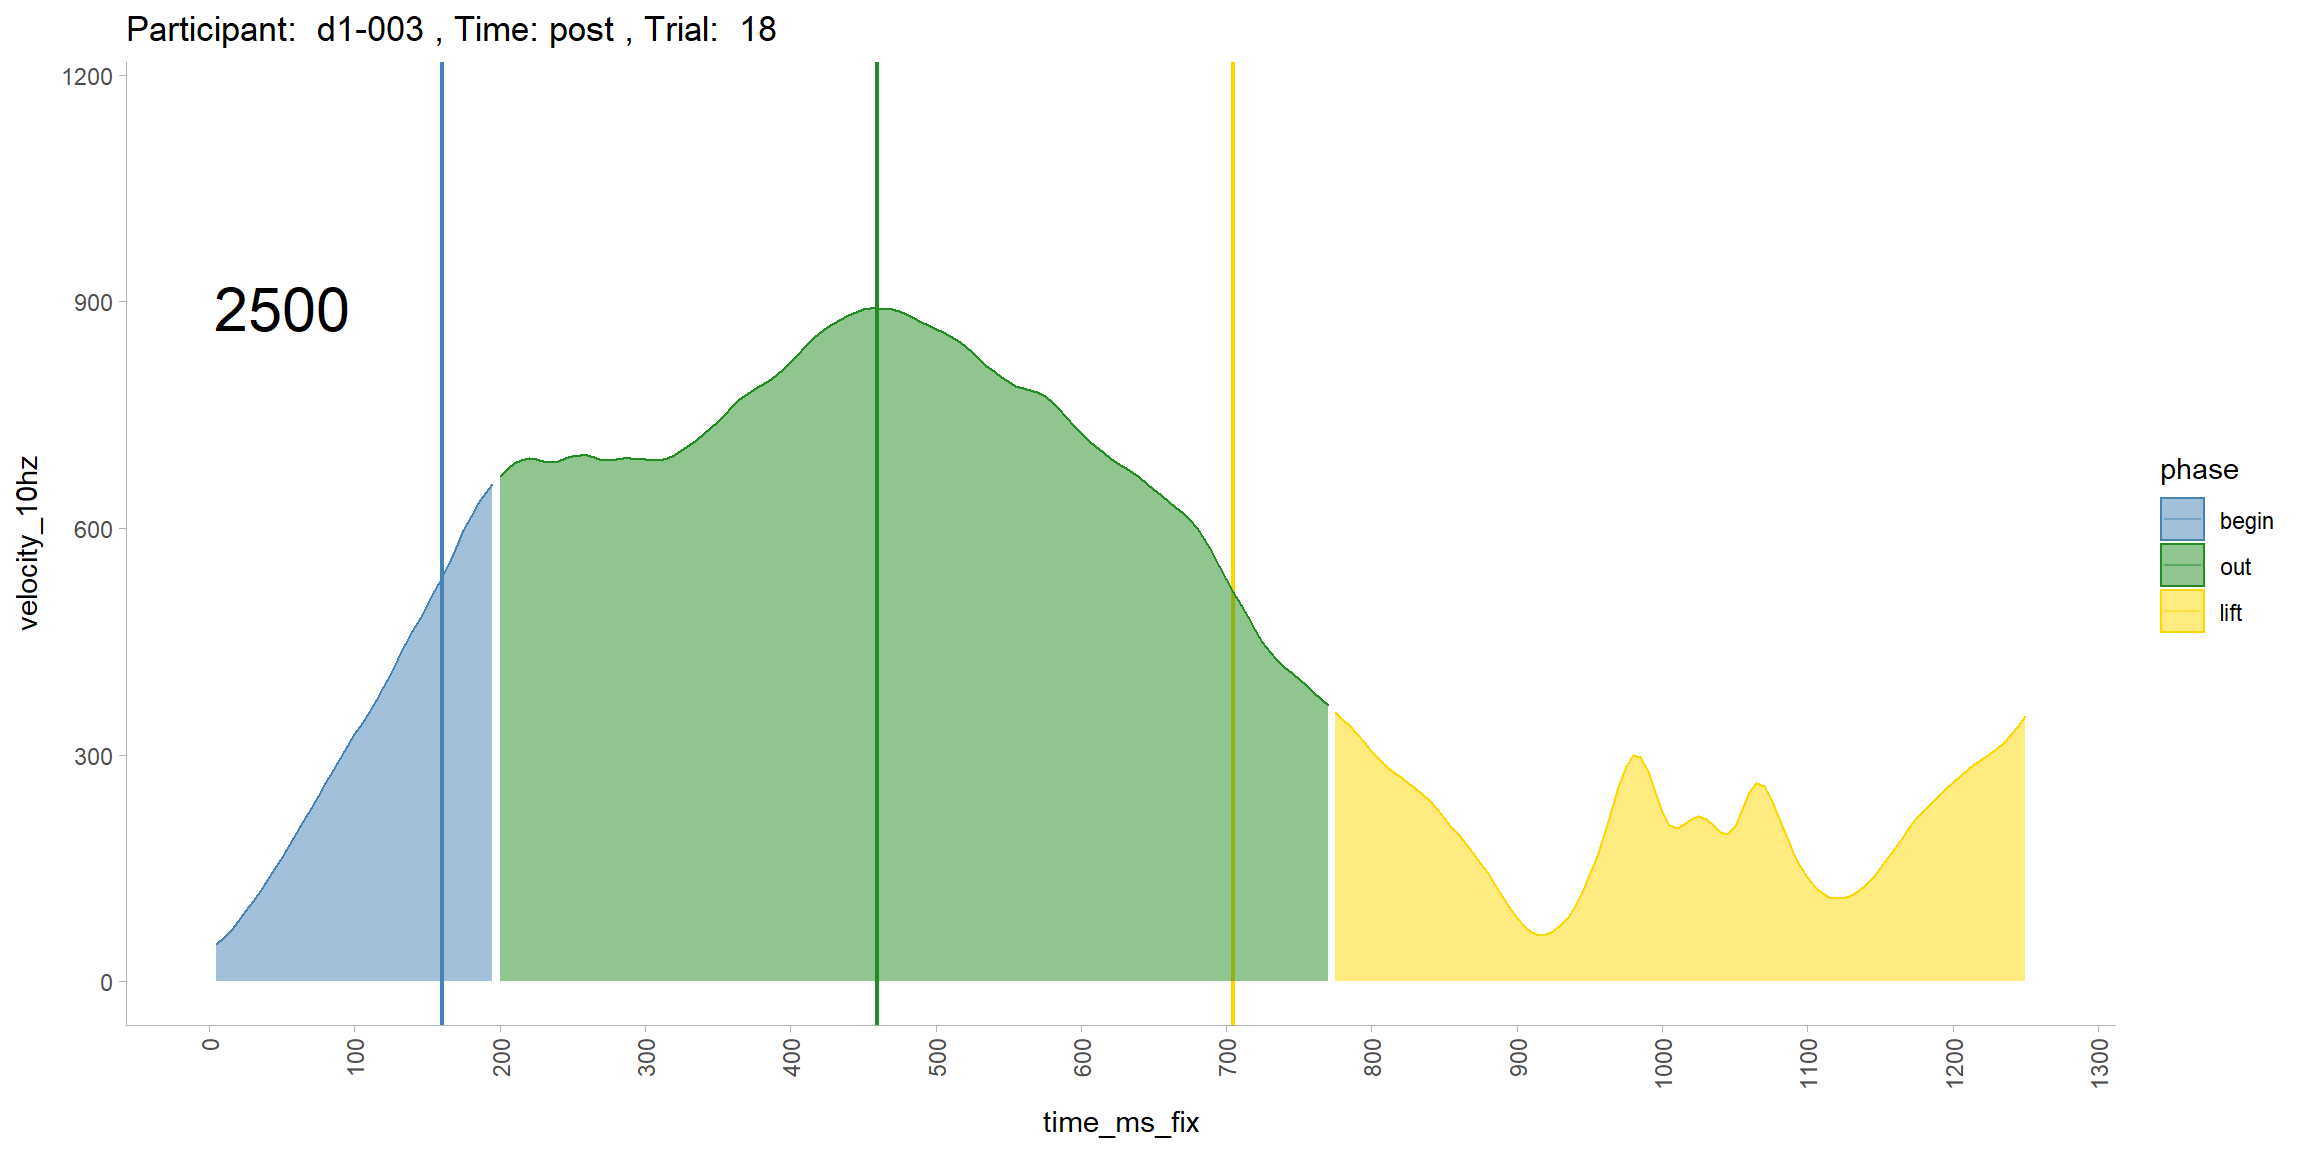 Participant:  d1-003 , Time: post , Trial:  18
1200
900
600
300
0
velocity_10hz
2500
0 100 200 300 400 500 600 700 800 900 1000 1100 1200 1300
time_ms_fix
phase
begin
out
lift